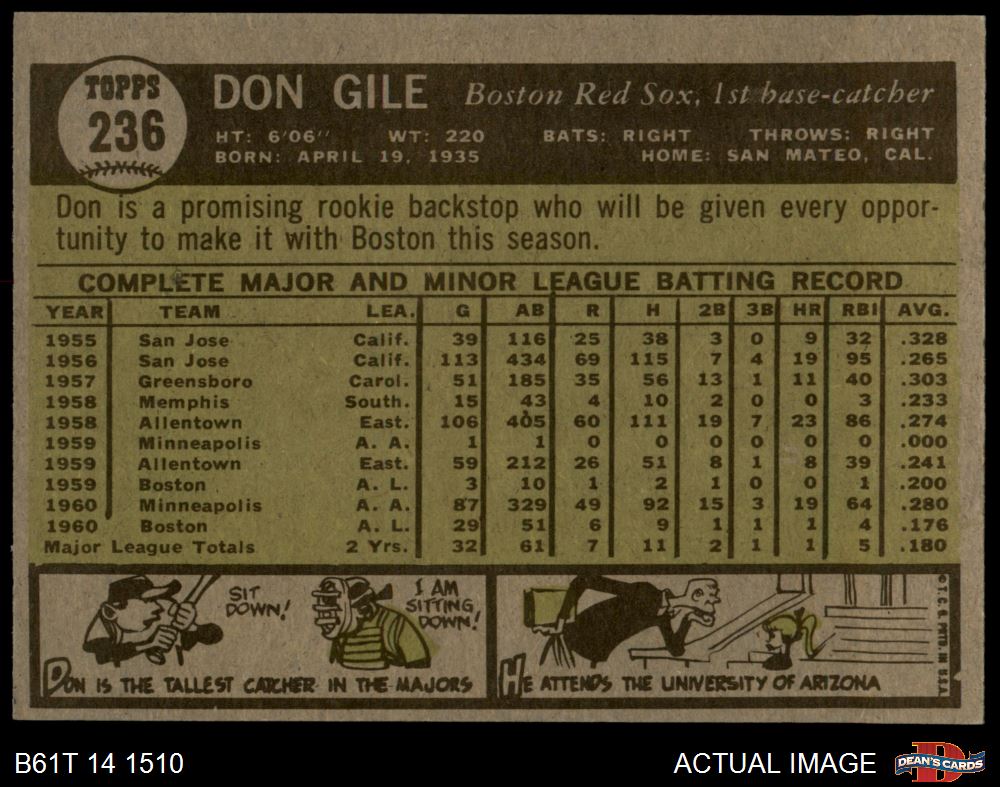 TOPPS
236
DON GILE Boston Red Sox, 1st base-catcher
HT: 6'06" WT: 220 BATS: RIGHT THROWS: RIGHT
BORN: APRIL 19, 1935 HOME: SAN MATEO, CAL.
Don is a promising rookie backstop who will be given every oppor-
tunity to make it with Boston this season.
COMPLETE MAJOR AND MINOR LEAGUE BATTING RECORD
YEAR TEAM LEA. G AB R H 2B 3B HR RBI AVG.
1955 San Jose Calif. 39 116 25 38 3 0 9 32 .328
1956 San Jose Calif. 113 434 69 115 7 4 19 95 .265
1957 Greensboro Carol. 51 185 35 56 13 1 11 40 .303
1958 Memphis South. 15 43 4 10 2 0 0 3 .233
1958 Allentown East. 106 405 60 111 19 7 23 86 .274
1959 Minneapolis A. A. 1 1 0 0 0 0 0 0 .000
1959 Allentown East. 59 212 26 51 8 1 8 39 .241
1959 Boston A. L. 3 10 1 2 1 0 0 1 .200
1960 Minneapolis A. A. 87 329 49 92 15 3 19 64 .280
1960 Boston A. L. 29 51 6 9 1 1 1 4 .176
Major League Totals 2 Yrs. 32 61 7 11 2 1 1 5 .180
SIT
DOWN!
I AM
SITTING
DOWN!
DON IS THE TALLEST CATCHER IN THE MAJORS
HE ATTENDS THE UNIVERSITY OF ARIZONA
© T. C. G. PRTD. IN U.S.A.
B61T 14 1510
ACTUAL IMAGE
DEAN'S CARDS